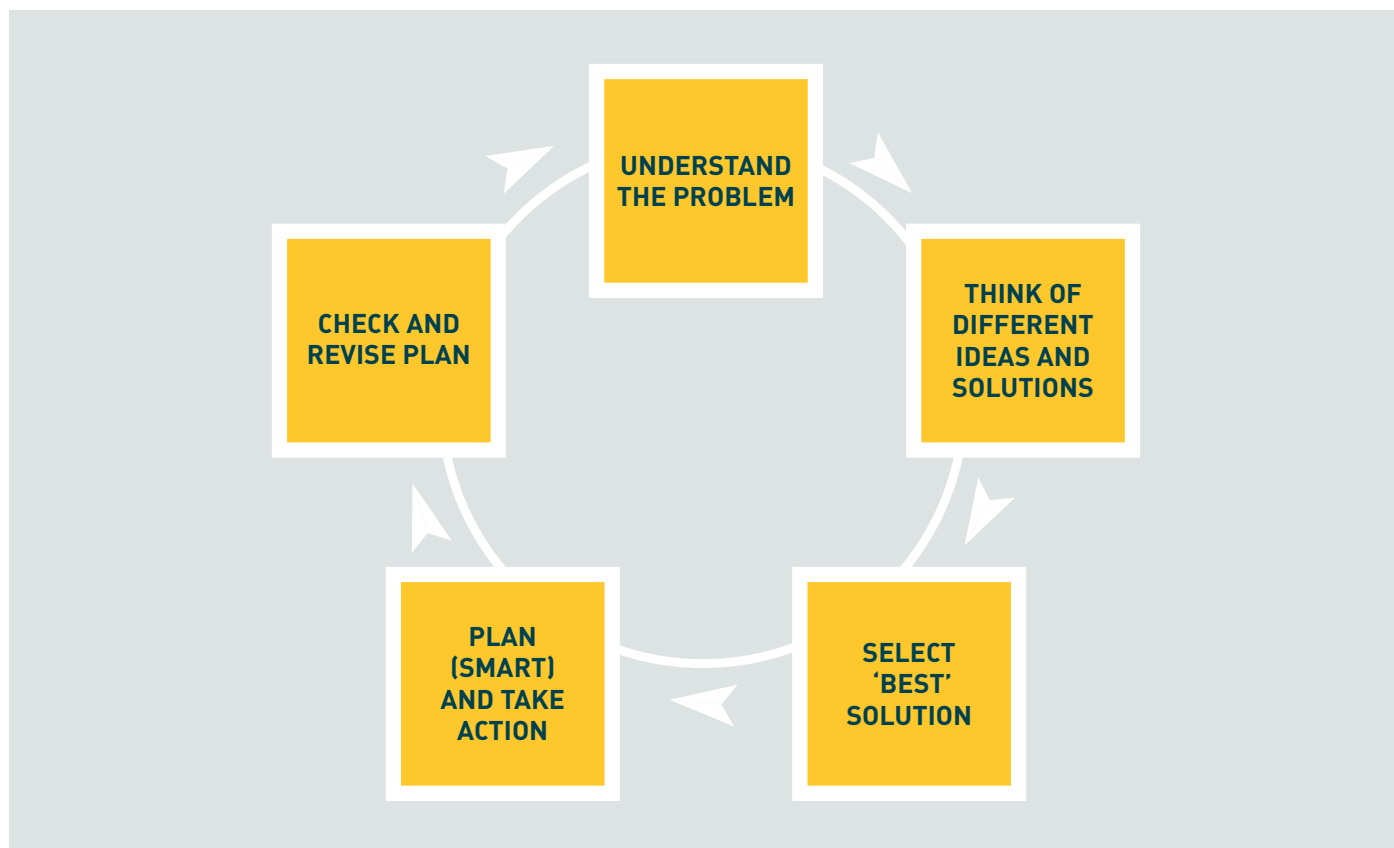 UNDERSTAND
THE PROBLEM
THINK OF
DIFFERENT
IDEAS AND
SOLUTIONS
SELECT
‘BEST’
SOLUTION
PLAN
(SMART)
AND TAKE
ACTION
CHECK AND
REVISE PLAN